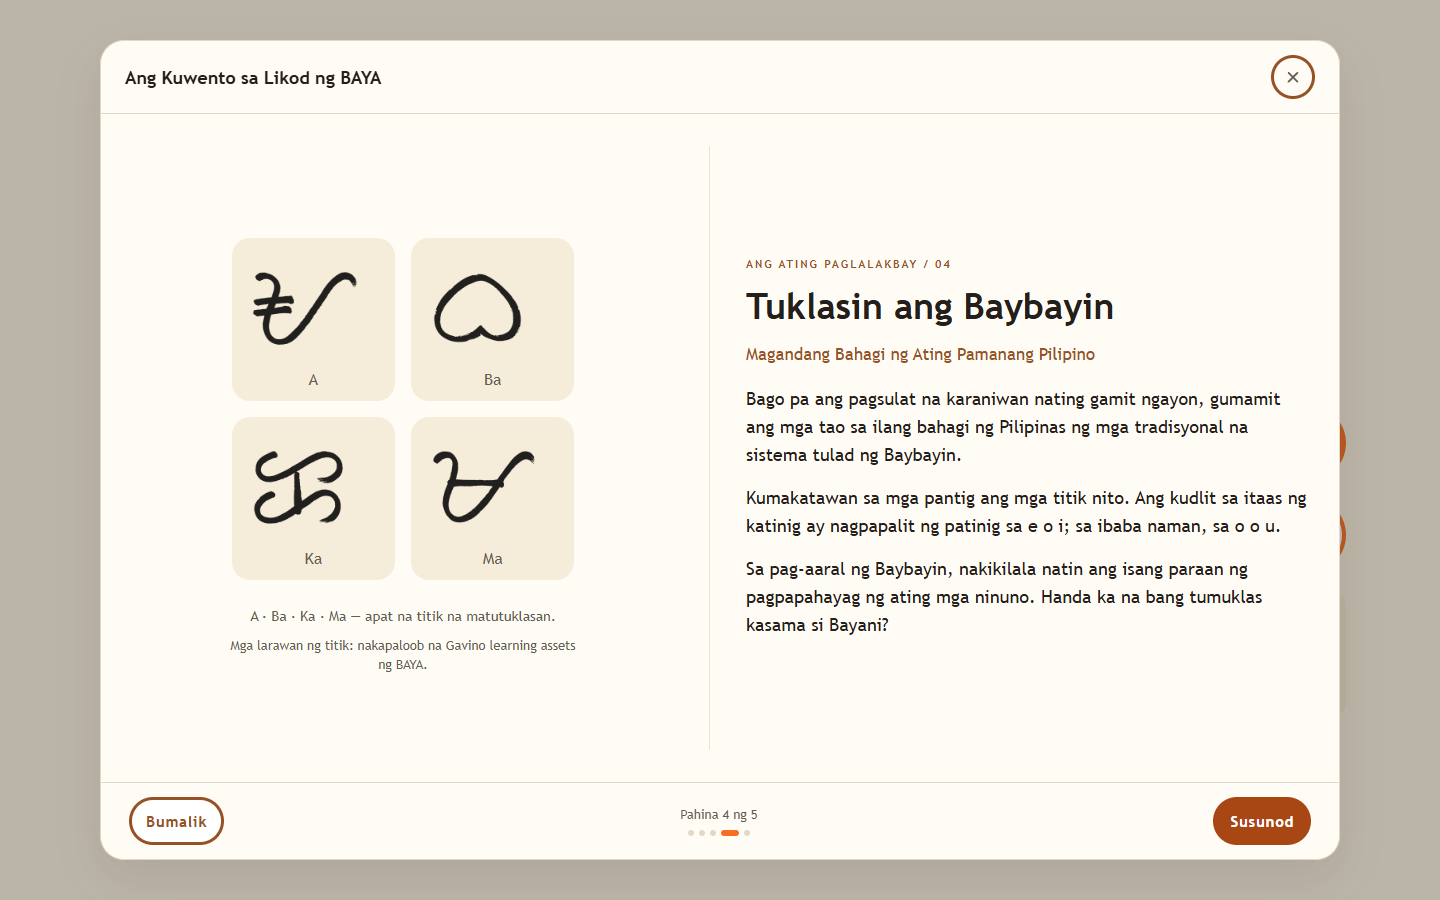 Ang Kuwento sa Likod ng BAYA
ᜀ
A
ᜊ
Ba
ᜃ
Ka
ᜋ
Ma
A · Ba · Ka · Ma — apat na titik na matutuklasan.
Mga larawan ng titik: nakapaloob na Gavino learning assets
ng BAYA.
ANG ATING PAGLALAKBAY / 04
Tuklasin ang Baybayin
Magandang Bahagi ng Ating Pamanang Pilipino
Bago pa ang pagsulat na karaniwan nating gamit ngayon, gumamit
ang mga tao sa ilang bahagi ng Pilipinas ng mga tradisyonal na
sistema tulad ng Baybayin.
Kumakatawan sa mga pantig ang mga titik nito. Ang kudlit sa itaas ng
katinig ay nagpapalit ng patinig sa e o i; sa ibaba naman, sa o o u.
Sa pag-aaral ng Baybayin, nakikilala natin ang isang paraan ng
pagpapahayag ng ating mga ninuno. Handa ka na bang tumuklas
kasama si Bayani?
Bumalik
Pahina 4 ng 5
Susunod